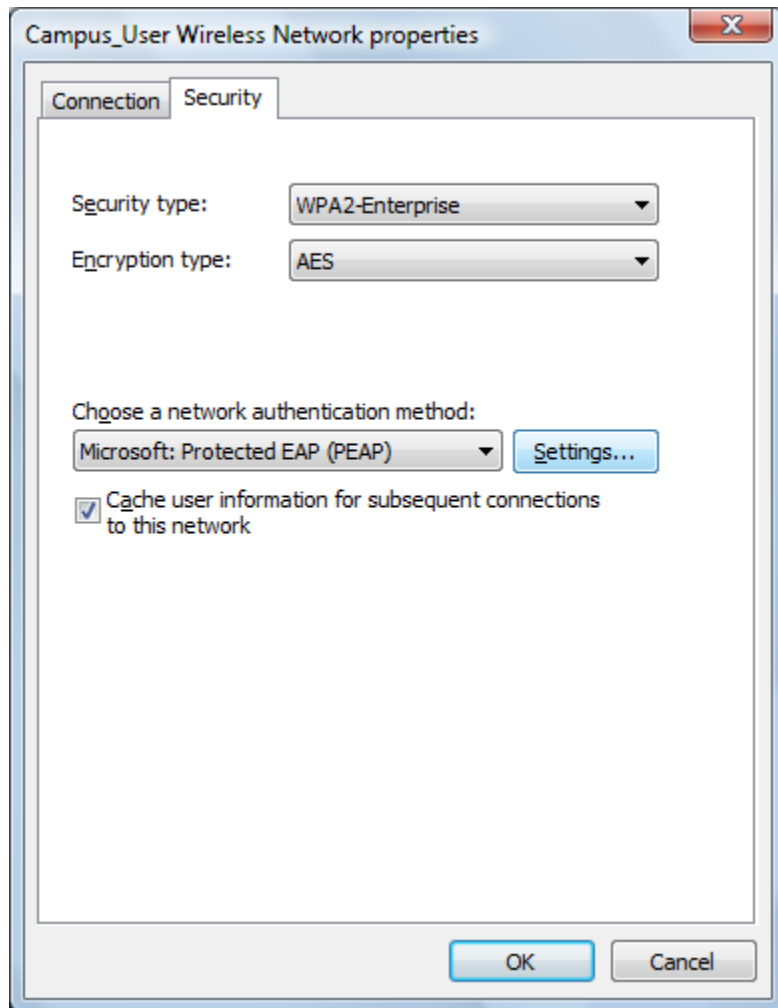 Campus_User Wireless Network properties
Connection
Security
Security type:
WPA2-Enterprise
Encryption type:
AES
Choose a network authentication method:
Microsoft: Protected EAP (PEAP)
Settings...
Cache user information for subsequent connections
to this network
OK
Cancel